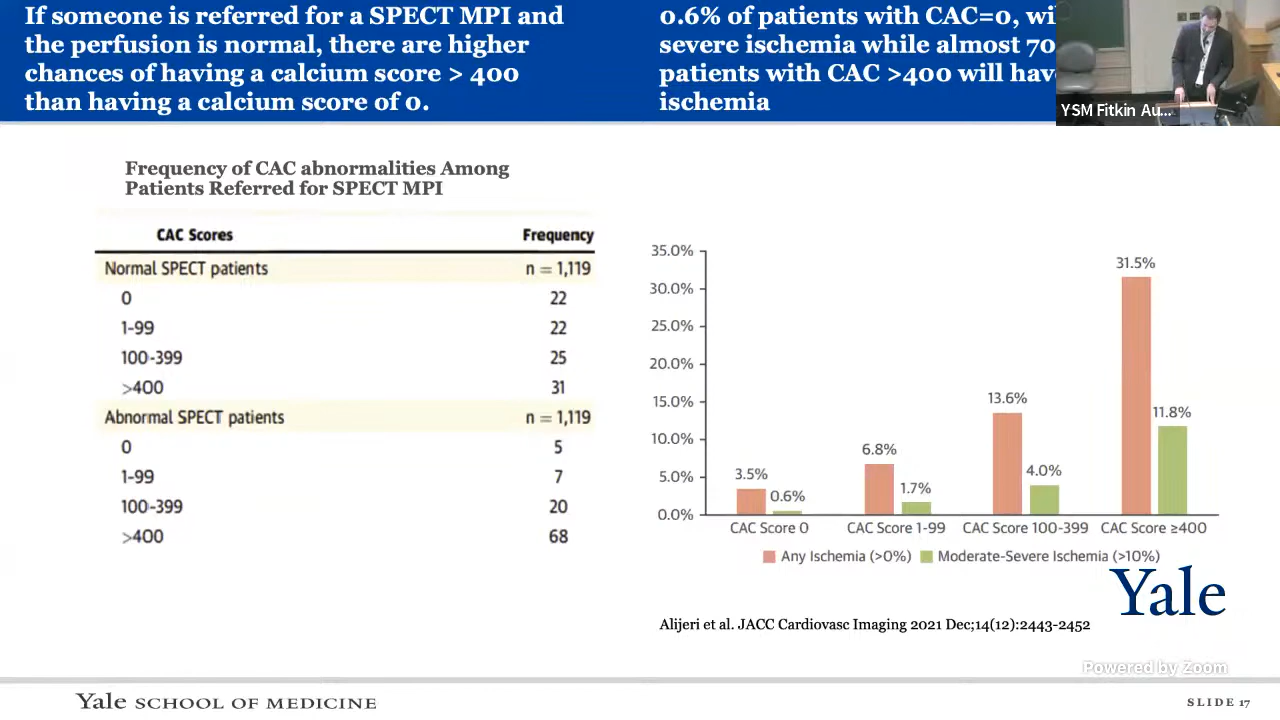 If someone is referred for a SPECT MPI and
the perfusion is normal, there are higher
chances of having a calcium score > 400
than having a calcium score of 0.
0.6% of patients with CAC=0,
severe ischemia while almost 70
patients with CAC >400 will
ischemia
YSM Fitkin Au...
Frequency of CAC abnormalities Among
Patients Referred for SPECT MPI
CAC Scores Frequency
Normal SPECT patients n = 1,119
0 22
1-99 22
100-399 25
>400 31
Abnormal SPECT patients n = 1,119
0 5
1-99 7
100-399 20
>400 68
35.0%
30.0%
25.0%
20.0%
15.0%
10.0%
5.0%
0.0%
3.5%
0.6%
6.8%
1.7%
13.6%
4.0%
31.5%
11.8%
CAC Score 0 CAC Score 1-99 CAC Score 100-399 CAC Score ≥400
Any Ischemia (>0%) Moderate-Severe Ischemia (>10%)
Yale
Alijeri et al. JACC Cardiovasc Imaging 2021 Dec;14(12):2443-2452
Powered by Zoom
Yale SCHOOL OF MEDICINE
SLIDE 17